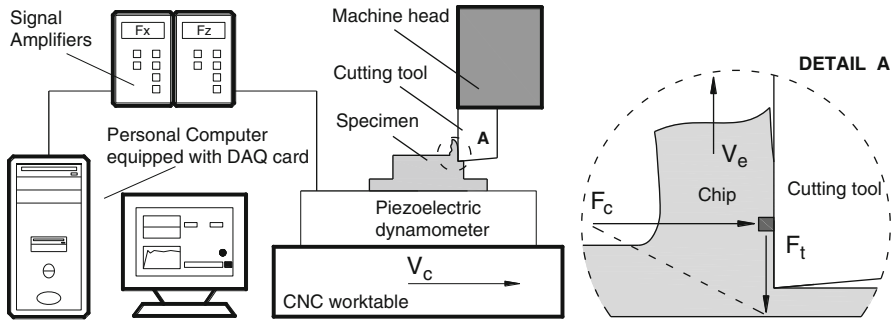 Signal
Amplifiers
Fx
Fz
Personal Computer
equipped with DAQ card
Machine head
Cutting tool
Specimen
A
Piezoelectric
dynamometer
Vc
CNC worktable
DETAIL A
Ve
Chip
Cutting tool
Fc
Ft